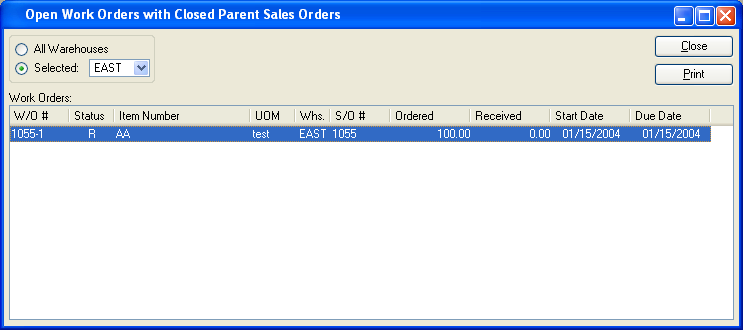 Open Work Orders with Closed Parent Sales Orders
All Warehouses
Close
Selected: EAST
Print
Work Orders:
W/O # Status Item Number UOM Whs. S/O # Ordered Received Start Date Due Date
1055-1 R AA test EAST 1055 100.00 0.00 01/15/2004 01/15/2004